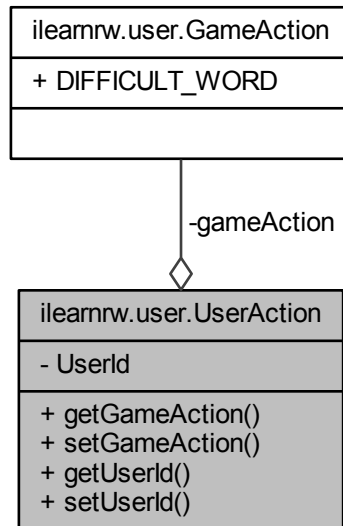 ilearnrw.user.GameAction
+ DIFFICULT_WORD
-gameAction
ilearnrw.user.UserAction
- UserId
+ getGameAction()
+ setGameAction()
+ getUserId()
+ setUserId()